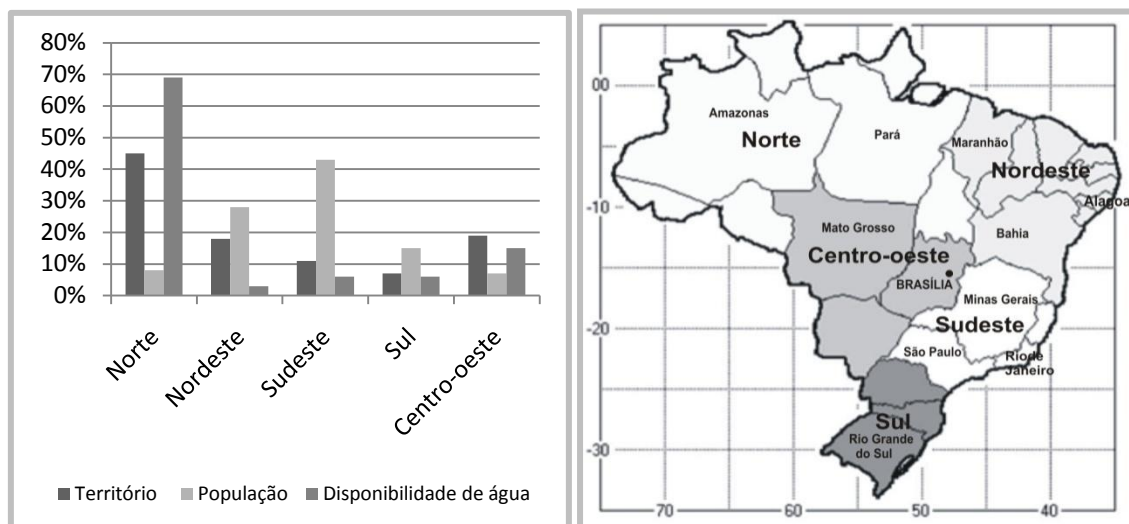 80%
70%
60%
50%
40%
30%
20%
10%
0%
Norte
Nordeste
Sudeste
Sul
Centro-oeste
Território População Disponibilidade de água
00
-10
-20
-30
70 60 50 40
Amazonas
Norte
Pará
Maranhão
Nordeste
Alagoa
Mato Grosso
Bahia
Centro-oeste
BRASÍLIA
Minas Gerais
Sudeste
São Paulo
Rio de
Janeiro
Sul
Rio Grande
do Sul